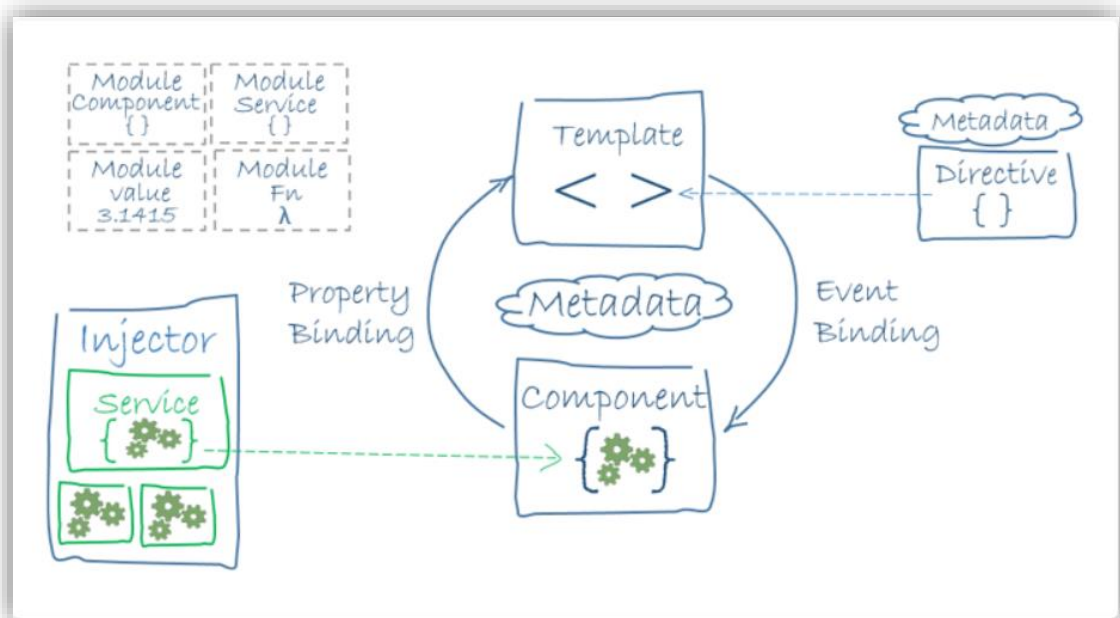 Module
Component
{ }
Module
Service
{ }
Module
value
3.1415
Module
Fn
λ
Template
< >
Metadata
Directive
{ }
Property
Binding
Metadata
Event
Binding
Injector
Service
{ }
Component
{ }